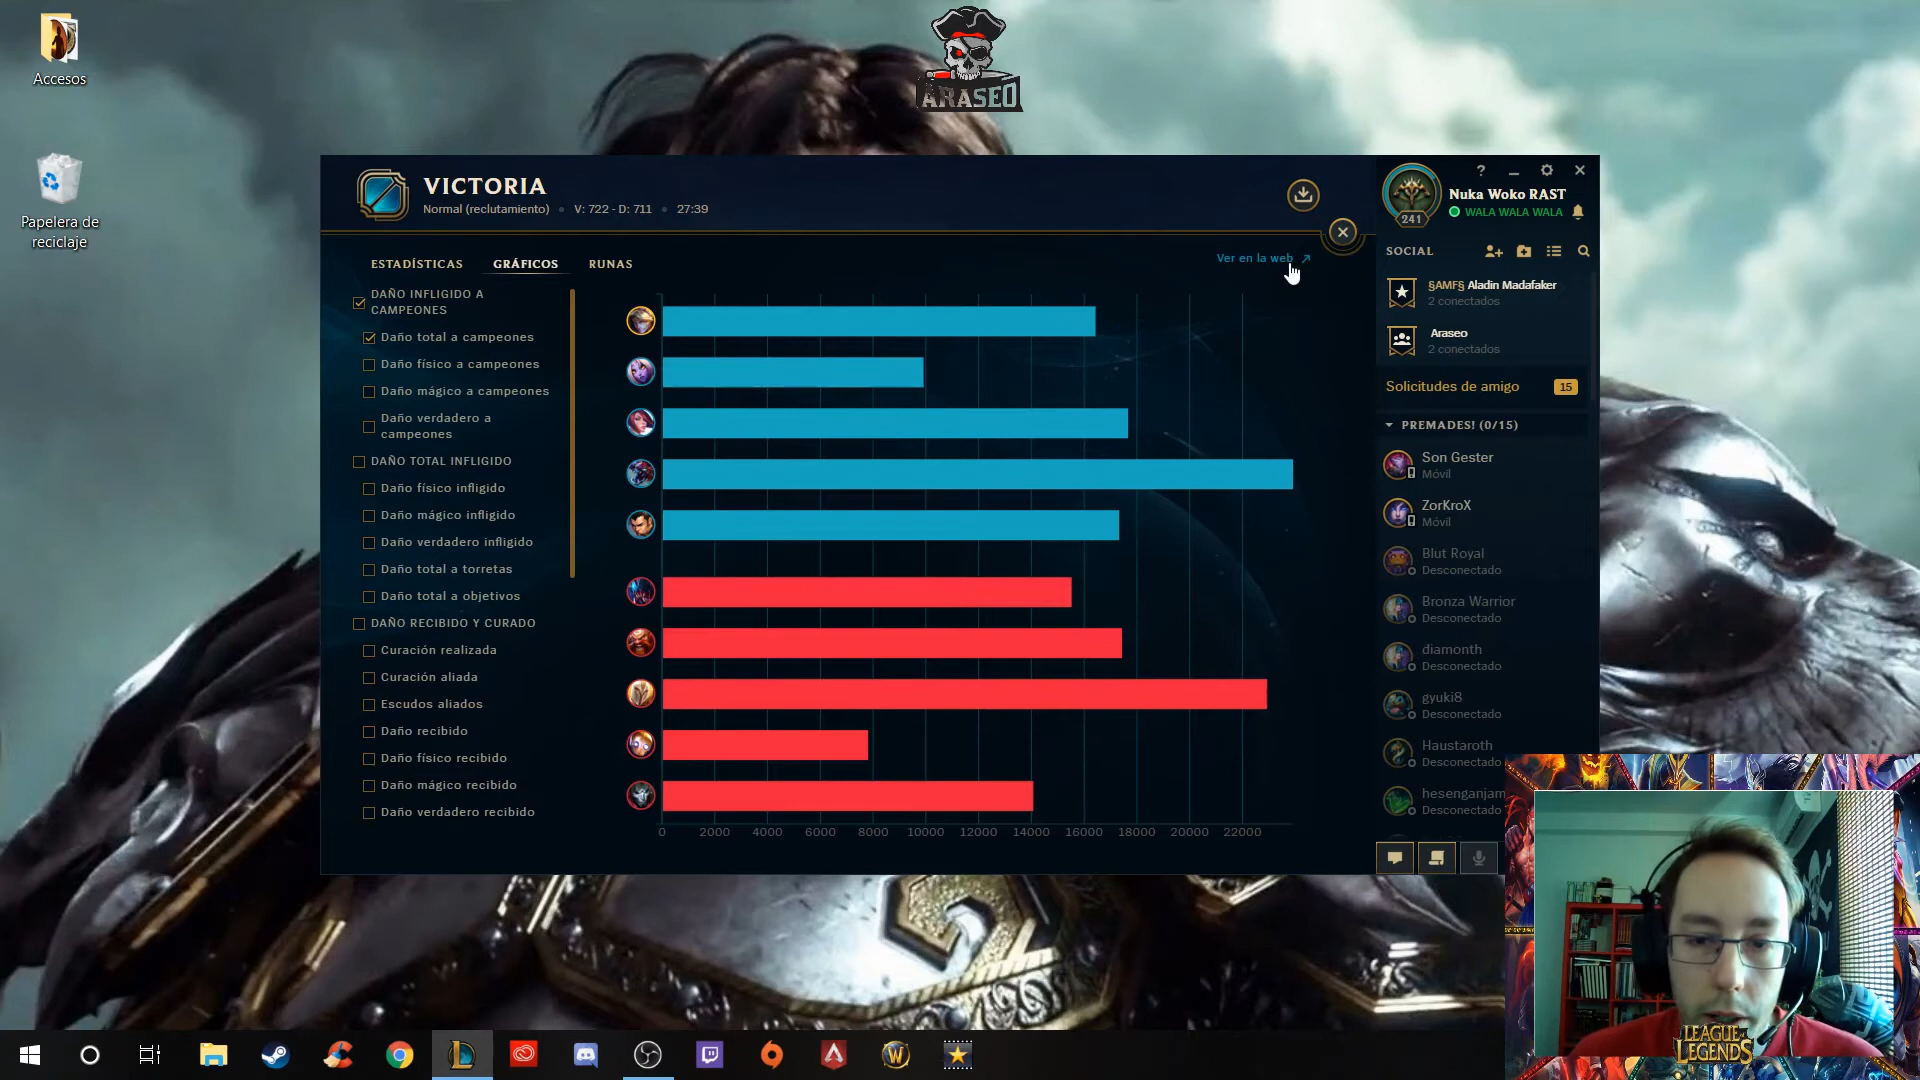 Accesos
Papelera de
reciclaje
ARASEO
VICTORIA
Normal (reclutamiento) • V: 722 - D: 711 • 27:39
ESTADÍSTICAS
GRÁFICOS
RUNAS
Ver en la web
DAÑO INFLIGIDO A
CAMPEONES
Daño total a campeones
Daño físico a campeones
Daño mágico a campeones
Daño verdadero a
campeones
DAÑO TOTAL INFLIGIDO
Daño físico infligido
Daño mágico infligido
Daño verdadero infligido
Daño total a torretas
Daño total a objetivos
DAÑO RECIBIDO Y CURADO
Curación realizada
Curación aliada
Escudos aliados
Daño recibido
Daño físico recibido
Daño mágico recibido
Daño verdadero recibido
0 2000 4000 6000 8000 10000 12000 14000 16000 18000 20000 22000
?
241
Nuka Woko RAST
WALA WALA WALA
SOCIAL
§AMF§ Aladin Madafaker
2 conectados
Araseo
2 conectados
Solicitudes de amigo 15
PREMADES! (0/15)
Son Gester
Móvil
ZorKroX
Móvil
Blut Royal
Desconectado
Bronza Warrior
Desconectado
diamonth
Desconectado
gyuki8
Desconectado
Haustaroth
Desconectado
hesenganjam
Desconectado
LEAGUE of
LEGENDS